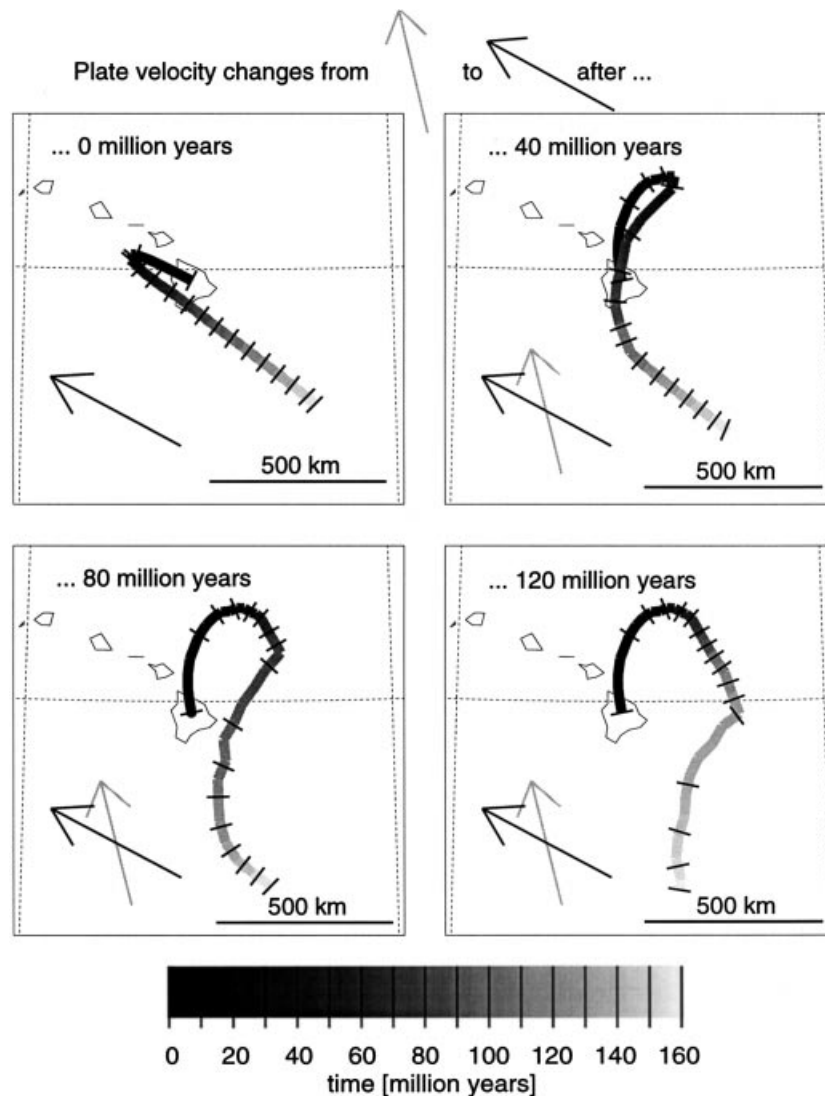 Plate velocity changes from to after ...
... 0 million years
... 40 million years
500 km
500 km
... 80 million years
... 120 million years
500 km
500 km
0 20 40 60 80 100 120 140 160
time [million years]